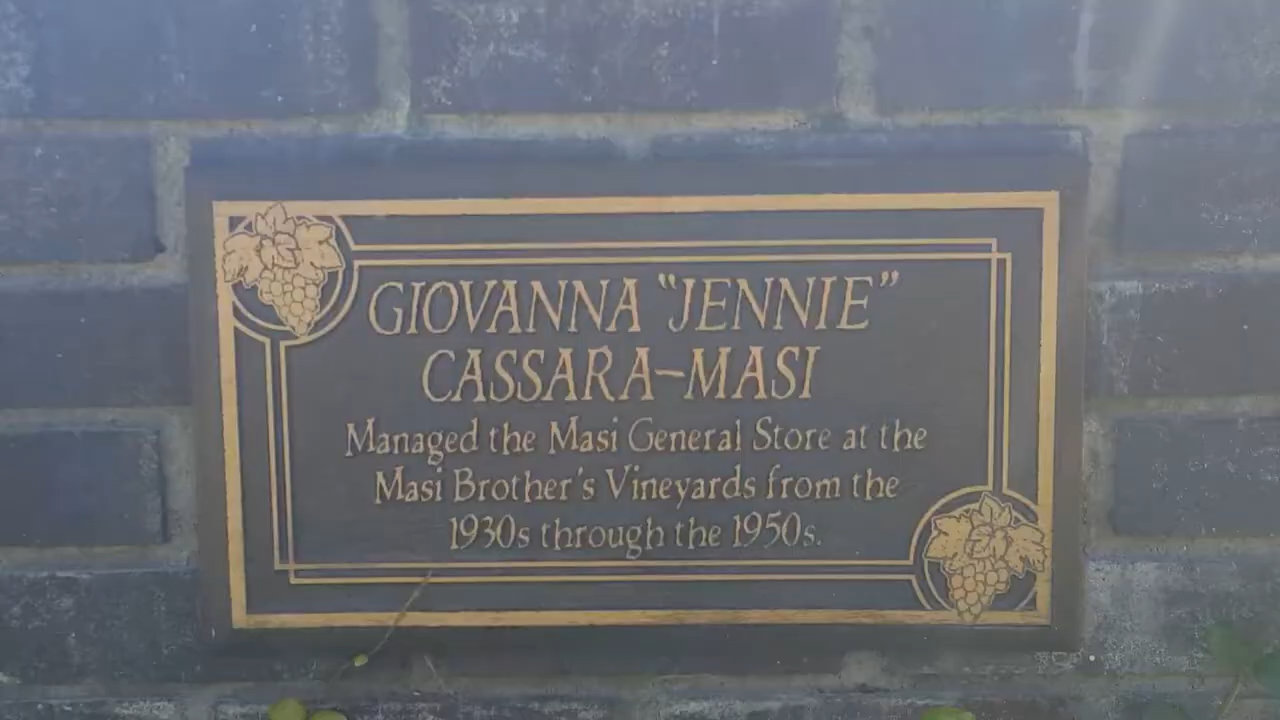 GIOVANNA "JENNIE"
CASSARA-MASI
Managed the Masi General Store at the
Masi Brother's Vineyards from the
1930s through the 1950s.